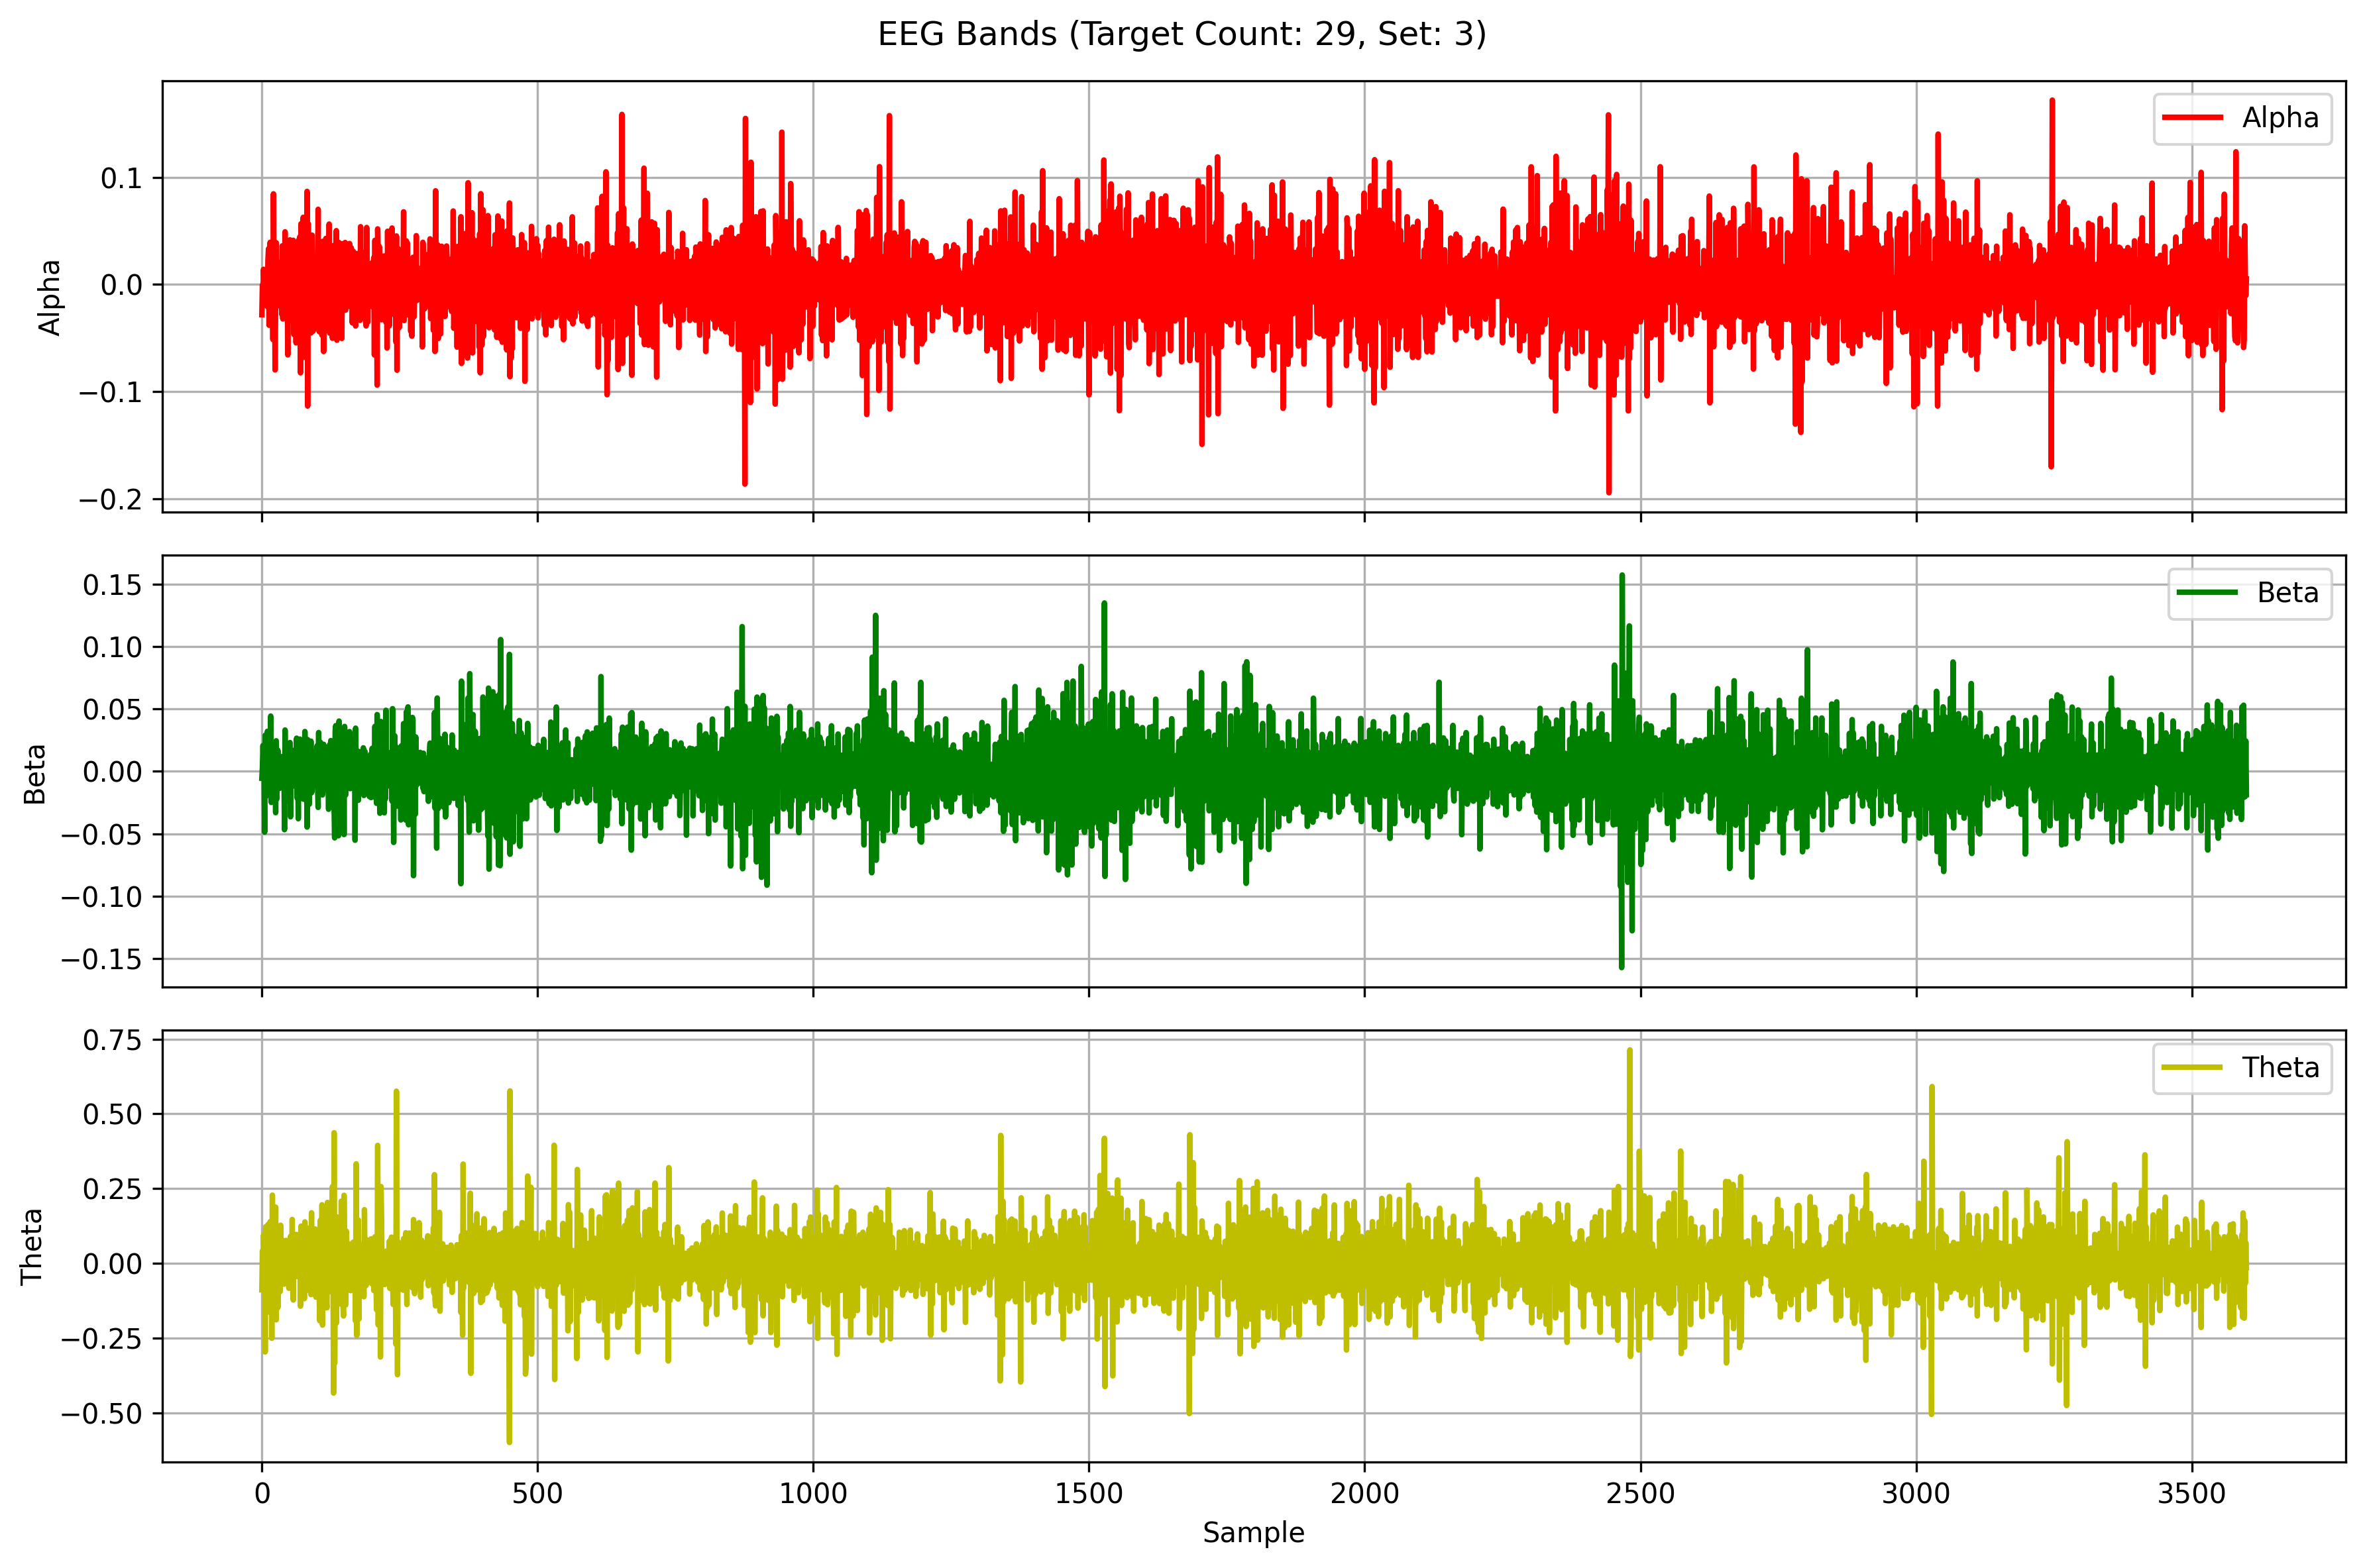 EEG Bands (Target Count: 29, Set: 3)
Alpha
0.1
0.0
−0.1
−0.2
Alpha
Beta
0.15
0.10
0.05
0.00
−0.05
−0.10
−0.15
Beta
Theta
0.75
0.50
0.25
0.00
−0.25
−0.50
Theta
0 500 1000 1500 2000 2500 3000 3500
Sample